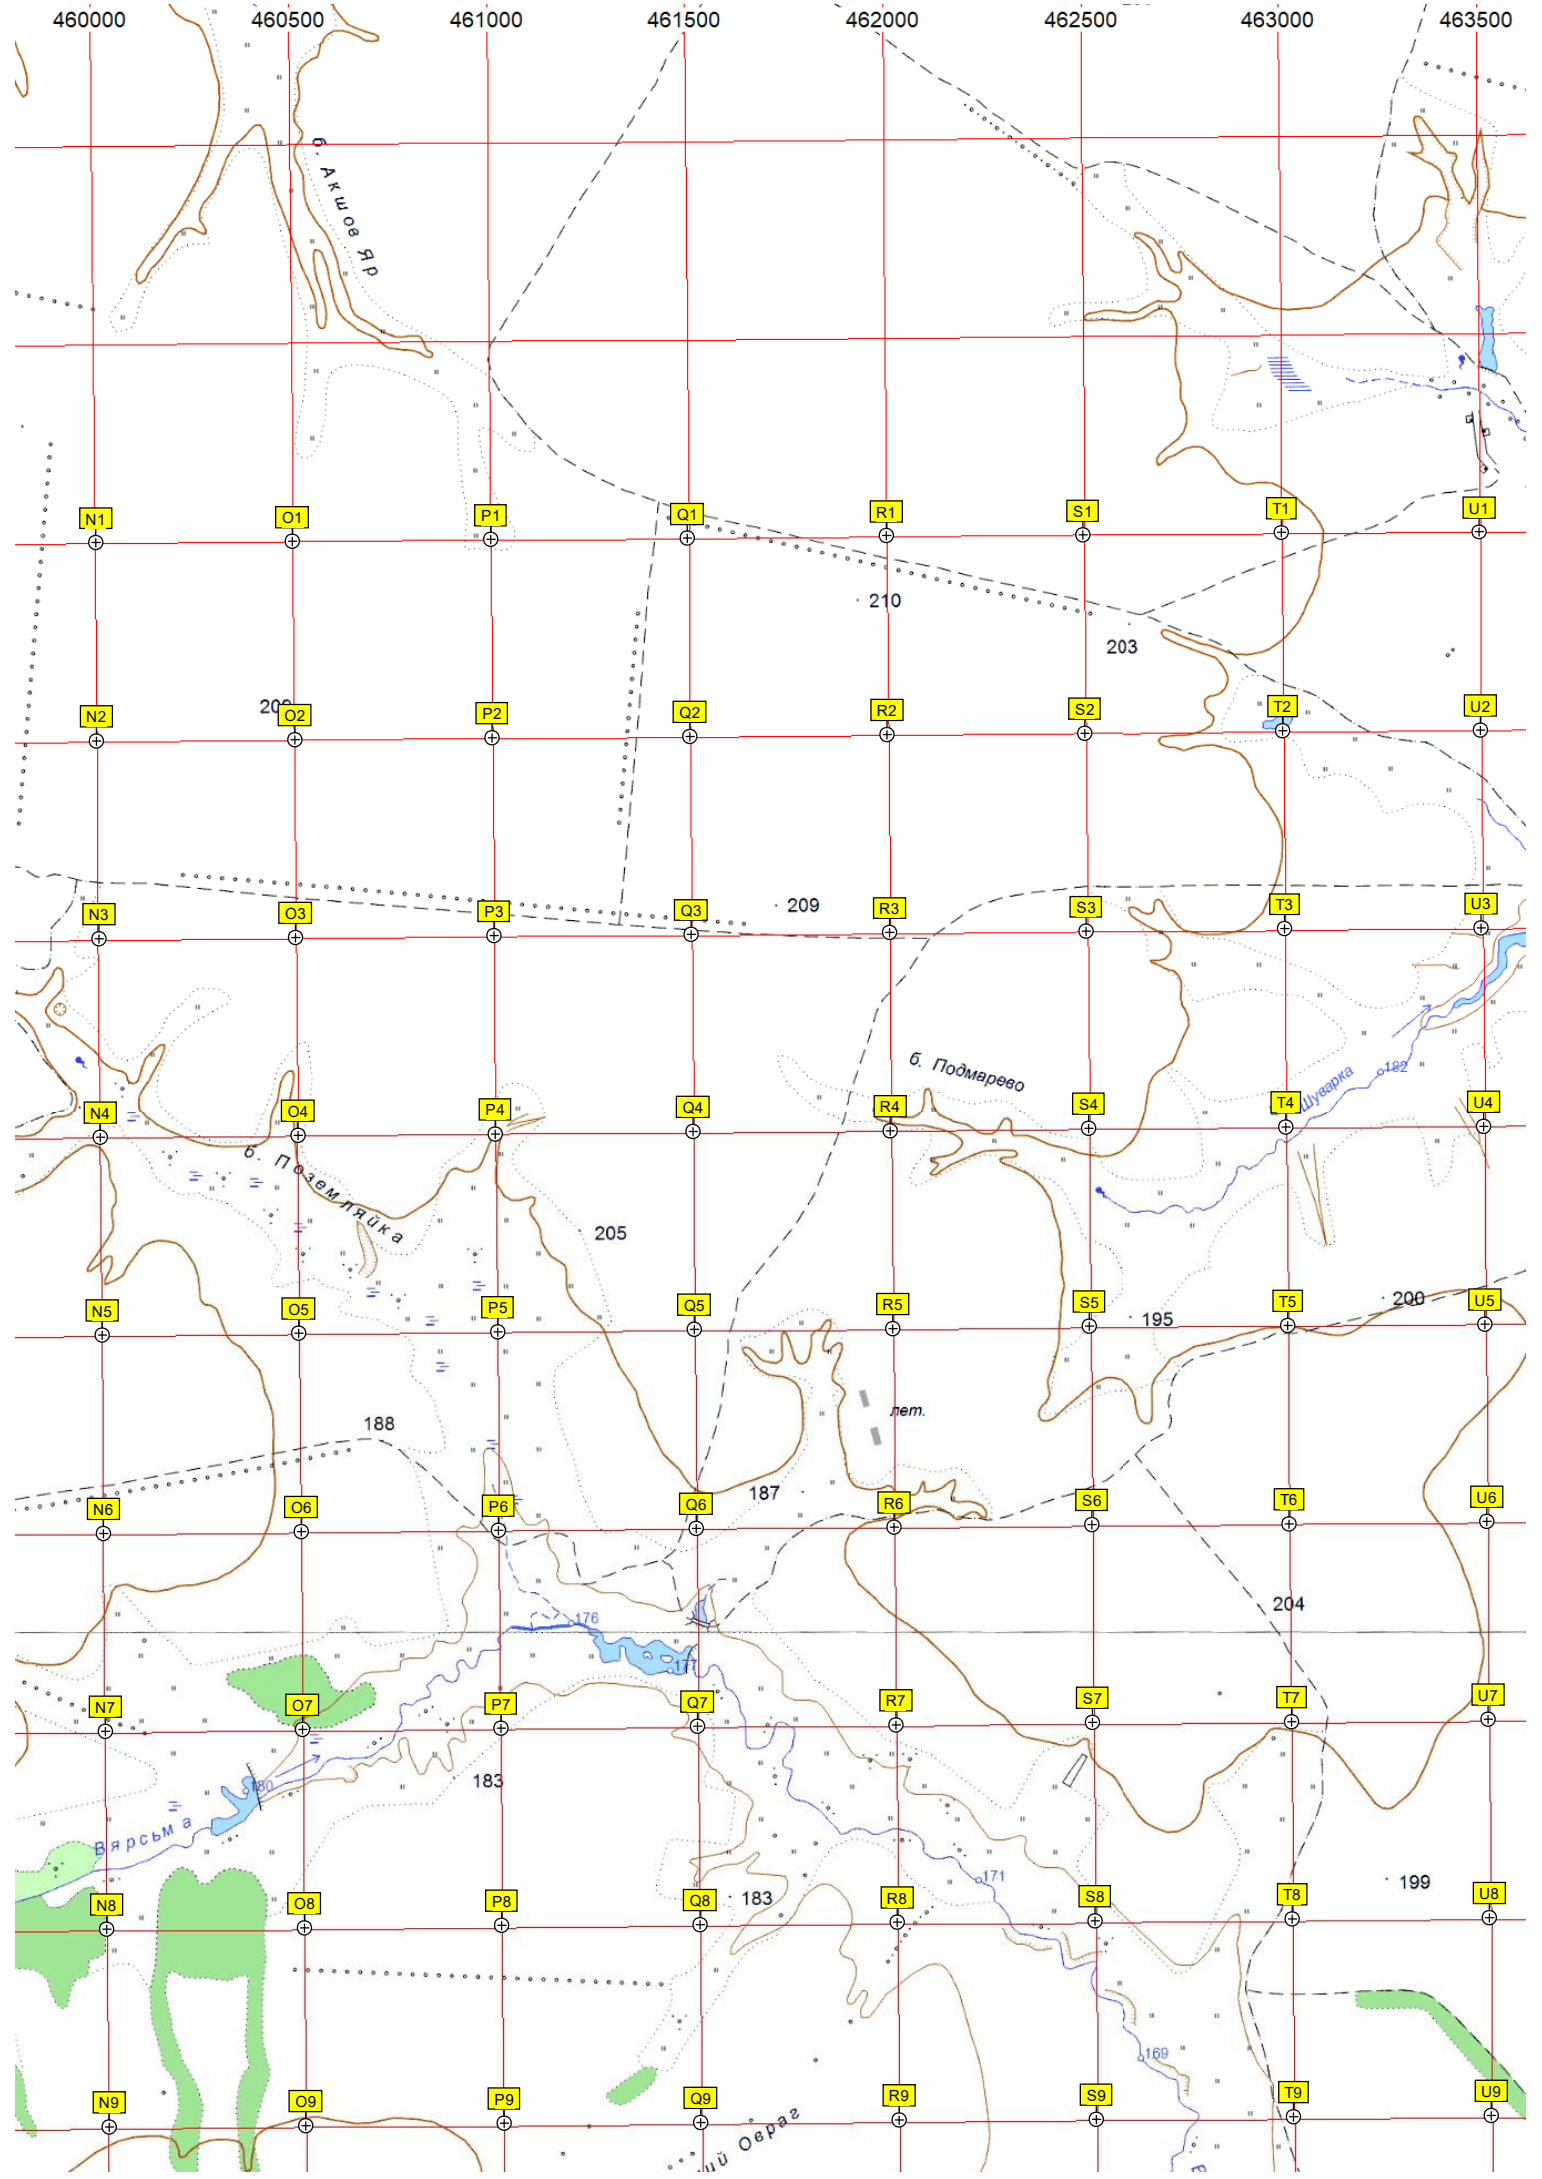 460000 460500 461000 461500 462000 462500 463000 463500
б. Акшов Яр
N1 O1 P1 Q1 R1 S1 T1 U1
210
203
N2 O2 P2 Q2 R2 S2 T2 U2
209
N3 O3 P3 Q3 R3 S3 T3 U3
б. Подмарево
182
Шуварка
N4 O4 P4 Q4 R4 S4 T4 U4
б. Поземляйка
205
N5 O5 P5 Q5 R5 S5 T5 U5
195
200
лет.
188
187
N6 O6 P6 Q6 R6 S6 T6 U6
204
176
177
N7 O7 P7 Q7 R7 S7 T7 U7
180
183
Вярсьма
171
199
183
N8 O8 P8 Q8 R8 S8 T8 U8
169
N9 O9 P9 Q9 R9 S9 T9 U9
Овраг